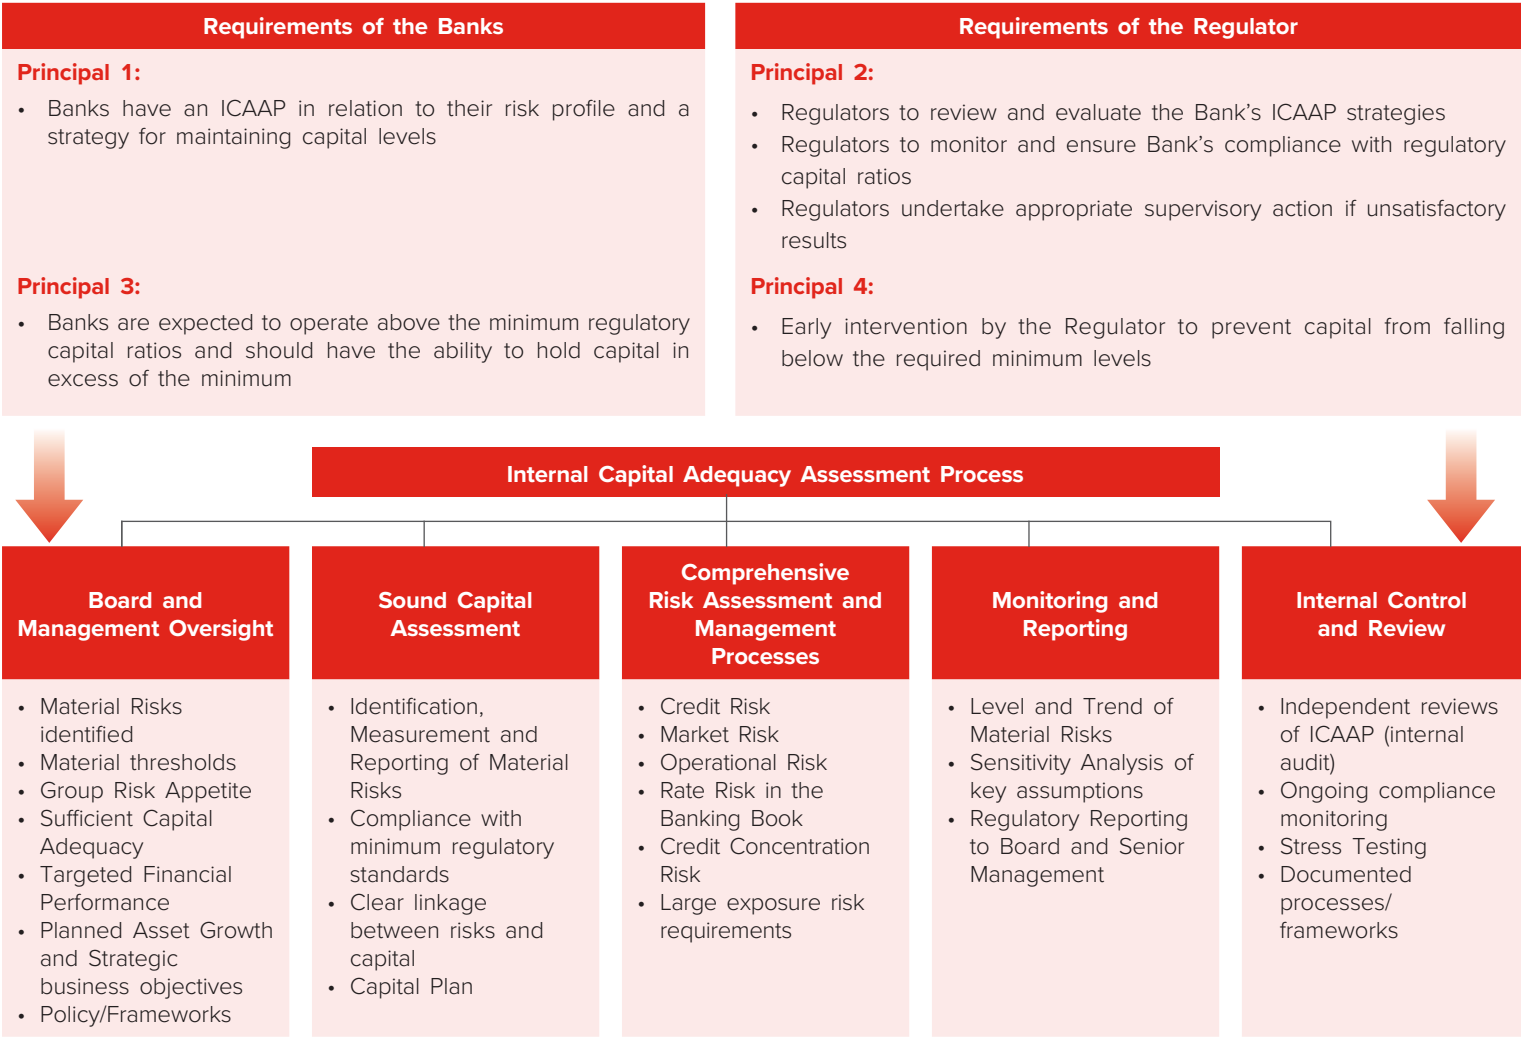 Requirements of the Banks
Principal 1:
• Banks have an ICAAP in relation to their risk profile and a
strategy for maintaining capital levels
Principal 3:
• Banks are expected to operate above the minimum regulatory
capital ratios and should have the ability to hold capital in
excess of the minimum
Requirements of the Regulator
Principal 2:
• Regulators to review and evaluate the Bank's ICAAP strategies
• Regulators to monitor and ensure Bank's compliance with regulatory
capital ratios
• Regulators undertake appropriate supervisory action if unsatisfactory
results
Principal 4:
• Early intervention by the Regulator to prevent capital from falling
below the required minimum levels
Internal Capital Adequacy Assessment Process
Board and
Management Oversight
• Material Risks
identified
• Material thresholds
• Group Risk Appetite
• Sufficient Capital
Adequacy
• Targeted Financial
Performance
• Planned Asset Growth
and Strategic
business objectives
• Policy/Frameworks
Sound Capital
Assessment
• Identification,
Measurement and
Reporting of Material
Risks
• Compliance with
minimum regulatory
standards
• Clear linkage
between risks and
capital
• Capital Plan
Comprehensive
Risk Assessment and
Management
Processes
• Credit Risk
• Market Risk
• Operational Risk
• Rate Risk in the
Banking Book
• Credit Concentration
Risk
• Large exposure risk
requirements
Monitoring and
Reporting
• Level and Trend of
Material Risks
• Sensitivity Analysis of
key assumptions
• Regulatory Reporting
to Board and Senior
Management
Internal Control
and Review
• Independent reviews
of ICAAP (internal
audit)
• Ongoing compliance
monitoring
• Stress Testing
• Documented
processes/
frameworks